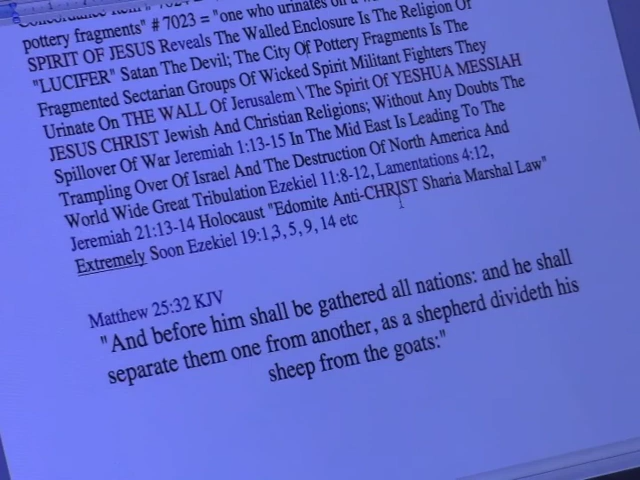 pottery fragments" # 7023 = "one who urinates on a
SPIRIT OF JESUS Reveals The Walled Enclosure Is The Religion Of
"LUCIFER" Satan The Devil; The City Of Pottery Fragments Is The
Fragmented Sectarian Groups Of Wicked Spirit Militant Fighters They
Urinate On THE WALL Of Jerusalem \ The Spirit Of YESHUA MESSIAH
JESUS CHRIST Jewish And Christian Religions; Without Any Doubts The
Spillover Of War Jeremiah 1:13-15 In The Mid East Is Leading To The
Trampling Over Of Israel And The Destruction Of North America And
World Wide Great Tribulation Ezekiel 11:8-12, Lamentations 4:12,
Jeremiah 21:13-14 Holocaust "Edomite Anti-CHRIST Sharia Marshal Law"
Extremely Soon Ezekiel 19:1,3, 5, 9, 14 etc
Matthew 25:32 KJV
"And before him shall be gathered all nations: and he shall
separate them one from another, as a shepherd divideth his
sheep from the goats:"